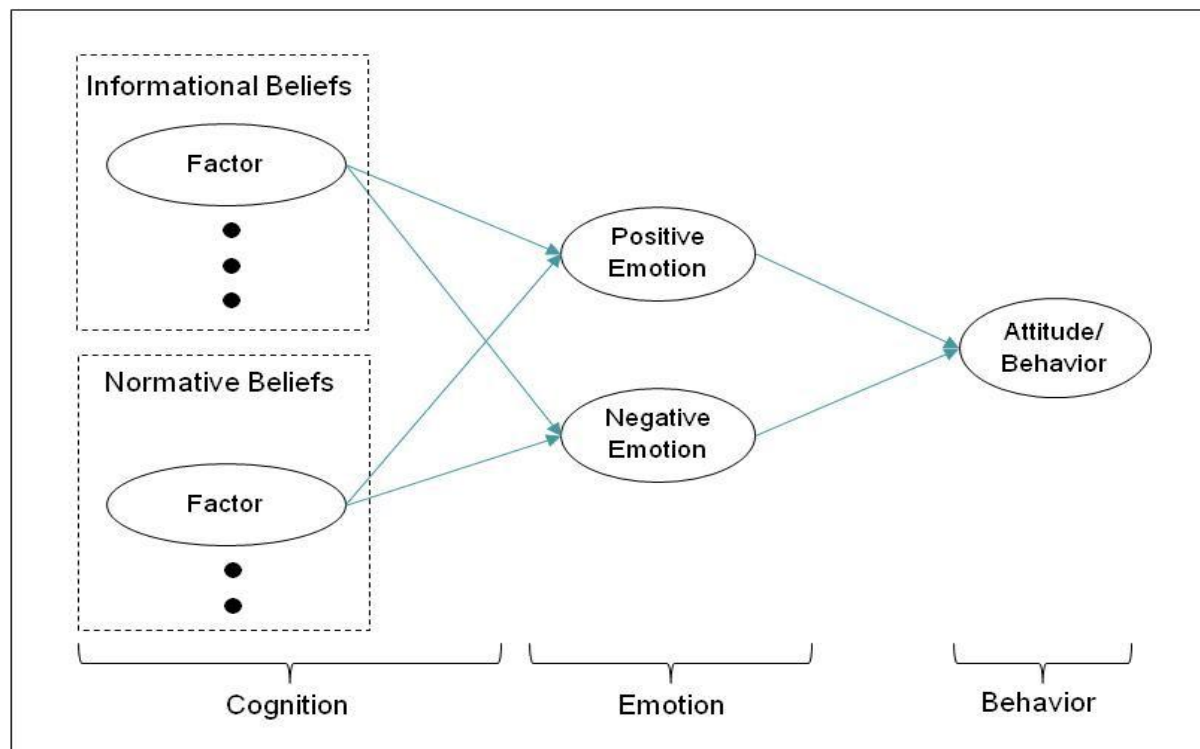 Informational Beliefs
Factor
Positive
Emotion
Attitude/
Behavior
Normative Beliefs
Negative
Emotion
Factor
Cognition
Emotion
Behavior